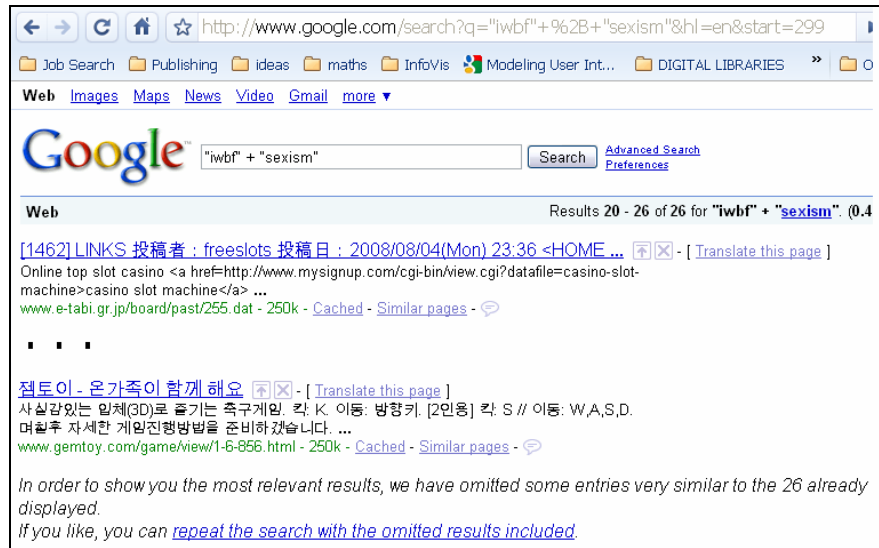 http://www.google.com/search?q="iwbf"+%2B+"sexism"&hl=en&start=299
Job Search Publishing ideas maths InfoVis Modeling User Int... DIGITAL LIBRARIES » O
Web Images Maps News Video Gmail more ▼
Google™ "iwbf" + "sexism" Search Advanced Search
Preferences
Web Results 20 - 26 of 26 for "iwbf" + "sexism". (0.4
[1462] LINKS 投稿者 : freeslots 投稿日 : 2008/08/04(Mon) 23:36 <HOME ... - [ Translate this page ]
Online top slot casino <a href=http://www.mysignup.com/cgi-bin/view.cgi?datafile=casino-slot-
machine>casino slot machine</a> ...
www.e-tabi.gr.jp/board/past/255.dat - 250k - Cached - Similar pages -
. . .
젬토이 - 온가족이 함께 해요 - [ Translate this page ]
사실감있는 입체(3D)로 즐기는 축구게임. 킥: K. 이동: 방향키. [2인용] 킥: S // 이동: W,A,S,D.
며칠후 자세한 게임진행방법을 준비하겠습니다. ...
www.gemtoy.com/game/view/1-6-856.html - 250k - Cached - Similar pages -
In order to show you the most relevant results, we have omitted some entries very similar to the 26 already
displayed.
If you like, you can repeat the search with the omitted results included.